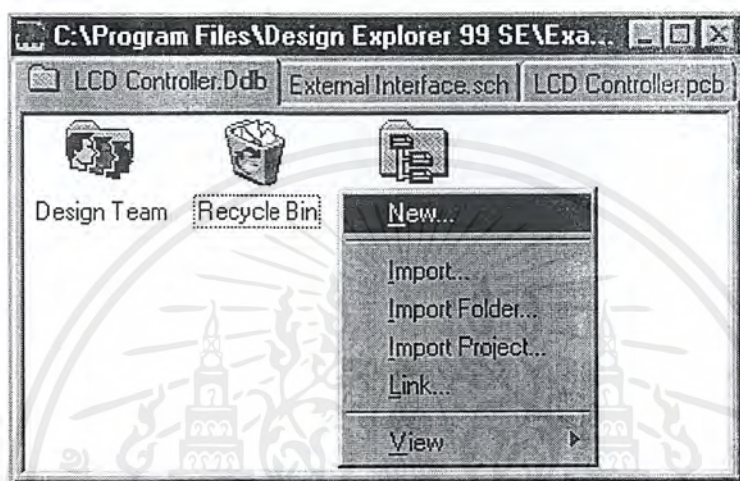 C:\Program Files\Design Explorer 99 SE\Exa...
LCD Controller.Ddb
External Interface.sch
LCD Controller.pcb
Design Team
Recycle Bin
New...
Import...
Import Folder...
Import Project...
Link...
View